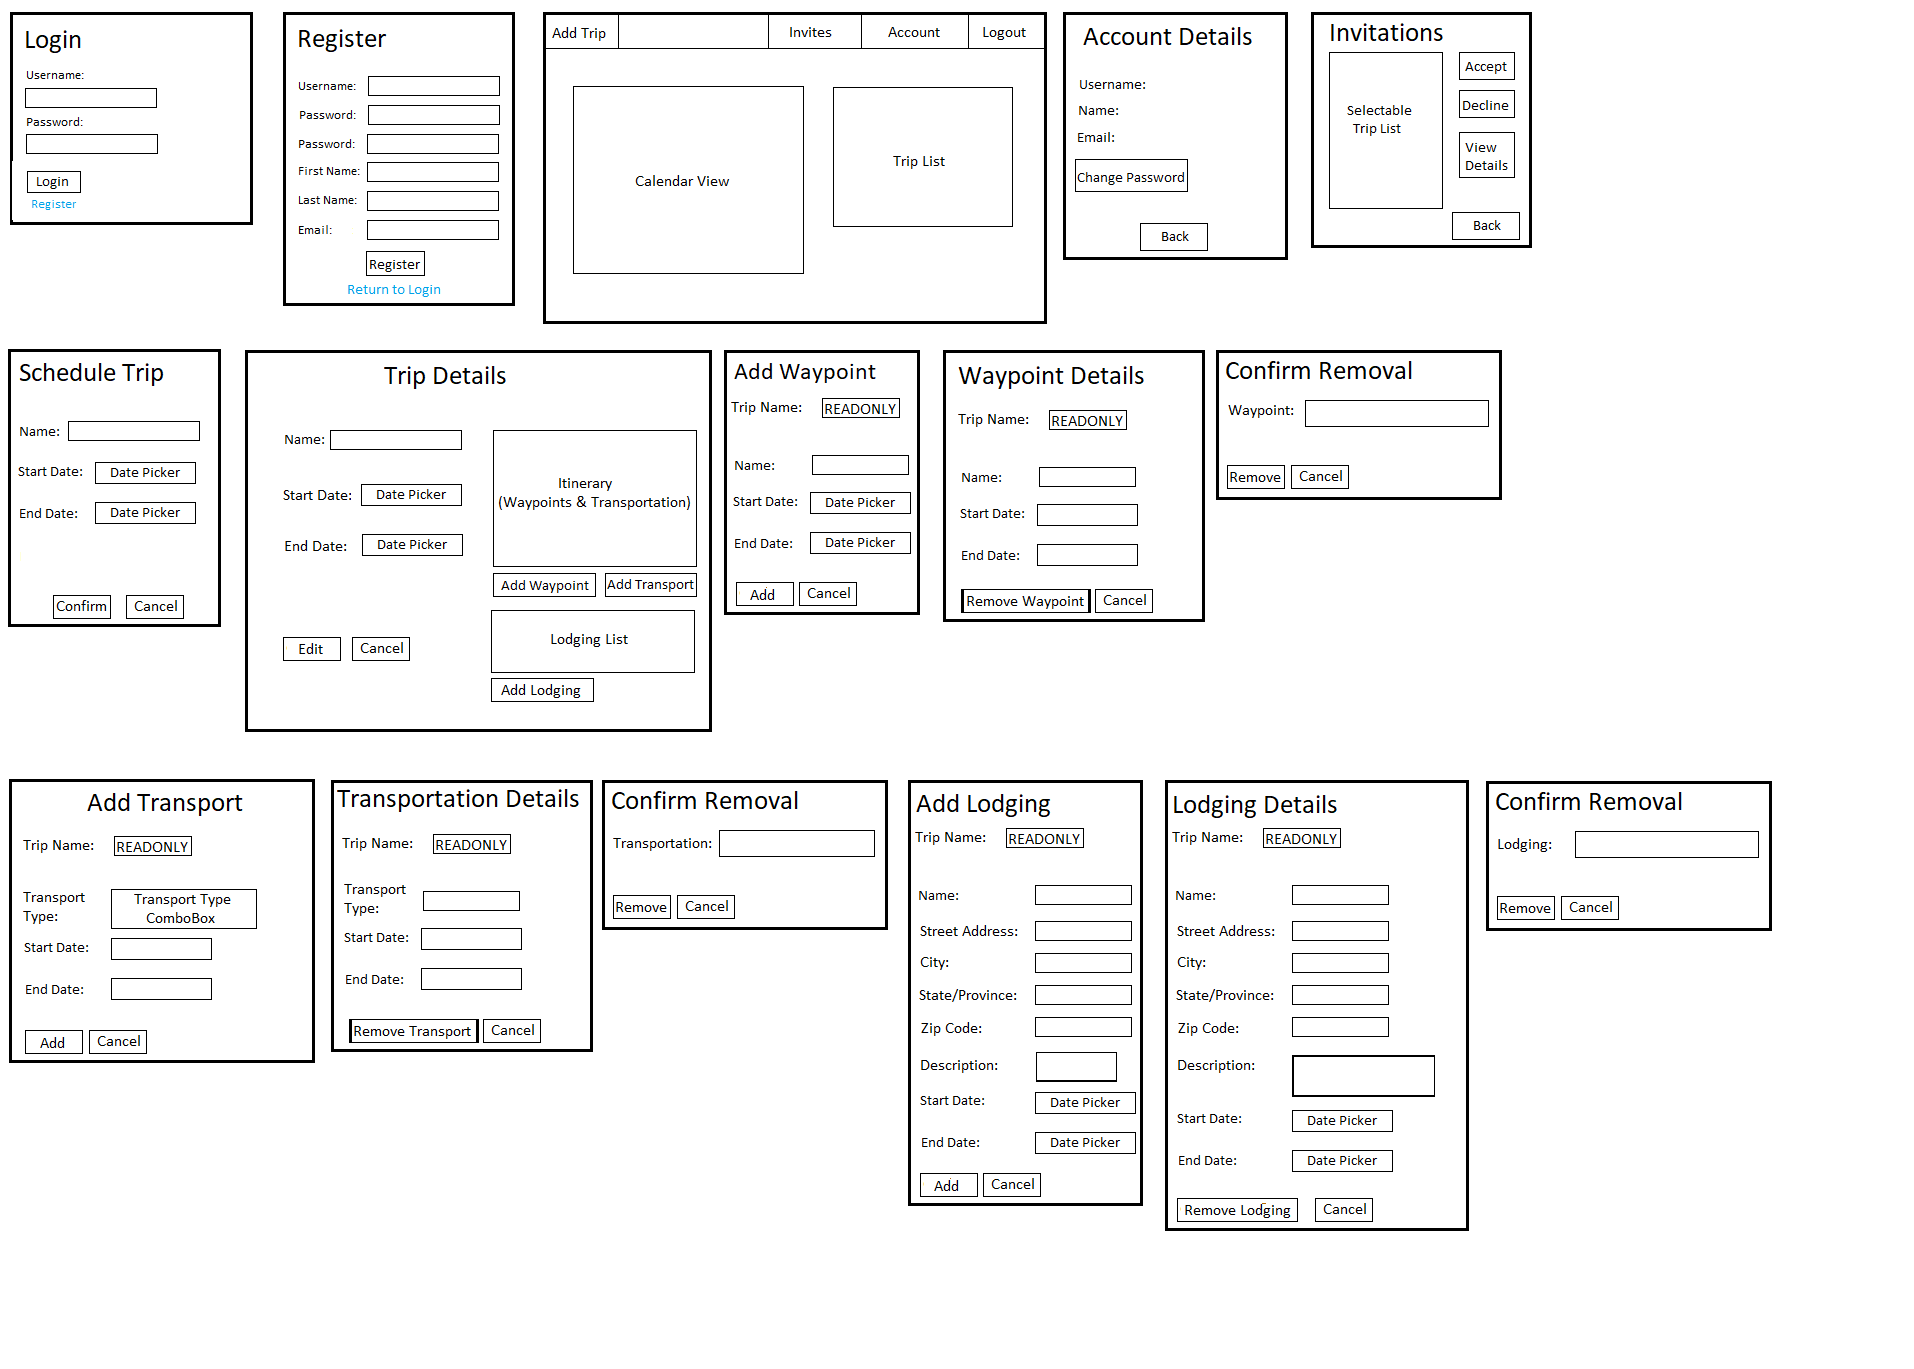 Login
Username:
Password:
Login
Register
Register
Username:
Password:
Password:
First Name:
Last Name:
Email:
Register
Return to Login
Add Trip
Invites
Account
Logout
Calendar View
Trip List
Account Details
Username:
Name:
Email:
Change Password
Back
Invitations
Selectable
Trip List
Accept
Decline
View
Details
Back
Schedule Trip
Name:
Start Date: Date Picker
End Date: Date Picker
Confirm Cancel
Trip Details
Name:
Start Date: Date Picker
End Date: Date Picker
Edit Cancel
Itinerary
(Waypoints & Transportation)
Add Waypoint Add Transport
Lodging List
Add Lodging
Add Waypoint
Trip Name: READONLY
Name:
Start Date: Date Picker
End Date: Date Picker
Add Cancel
Waypoint Details
Trip Name: READONLY
Name:
Start Date:
End Date:
Remove Waypoint Cancel
Confirm Removal
Waypoint:
Remove Cancel
Add Transport
Trip Name: READONLY
Transport
Type:
Transport Type
ComboBox
Start Date:
End Date:
Add Cancel
Transportation Details
Trip Name: READONLY
Transport
Type:
Start Date:
End Date:
Remove Transport Cancel
Confirm Removal
Transportation:
Remove Cancel
Add Lodging
Trip Name: READONLY
Name:
Street Address:
City:
State/Province:
Zip Code:
Description:
Start Date: Date Picker
End Date: Date Picker
Add Cancel
Lodging Details
Trip Name: READONLY
Name:
Street Address:
City:
State/Province:
Zip Code:
Description:
Start Date: Date Picker
End Date: Date Picker
Remove Lodging Cancel
Confirm Removal
Lodging:
Remove Cancel